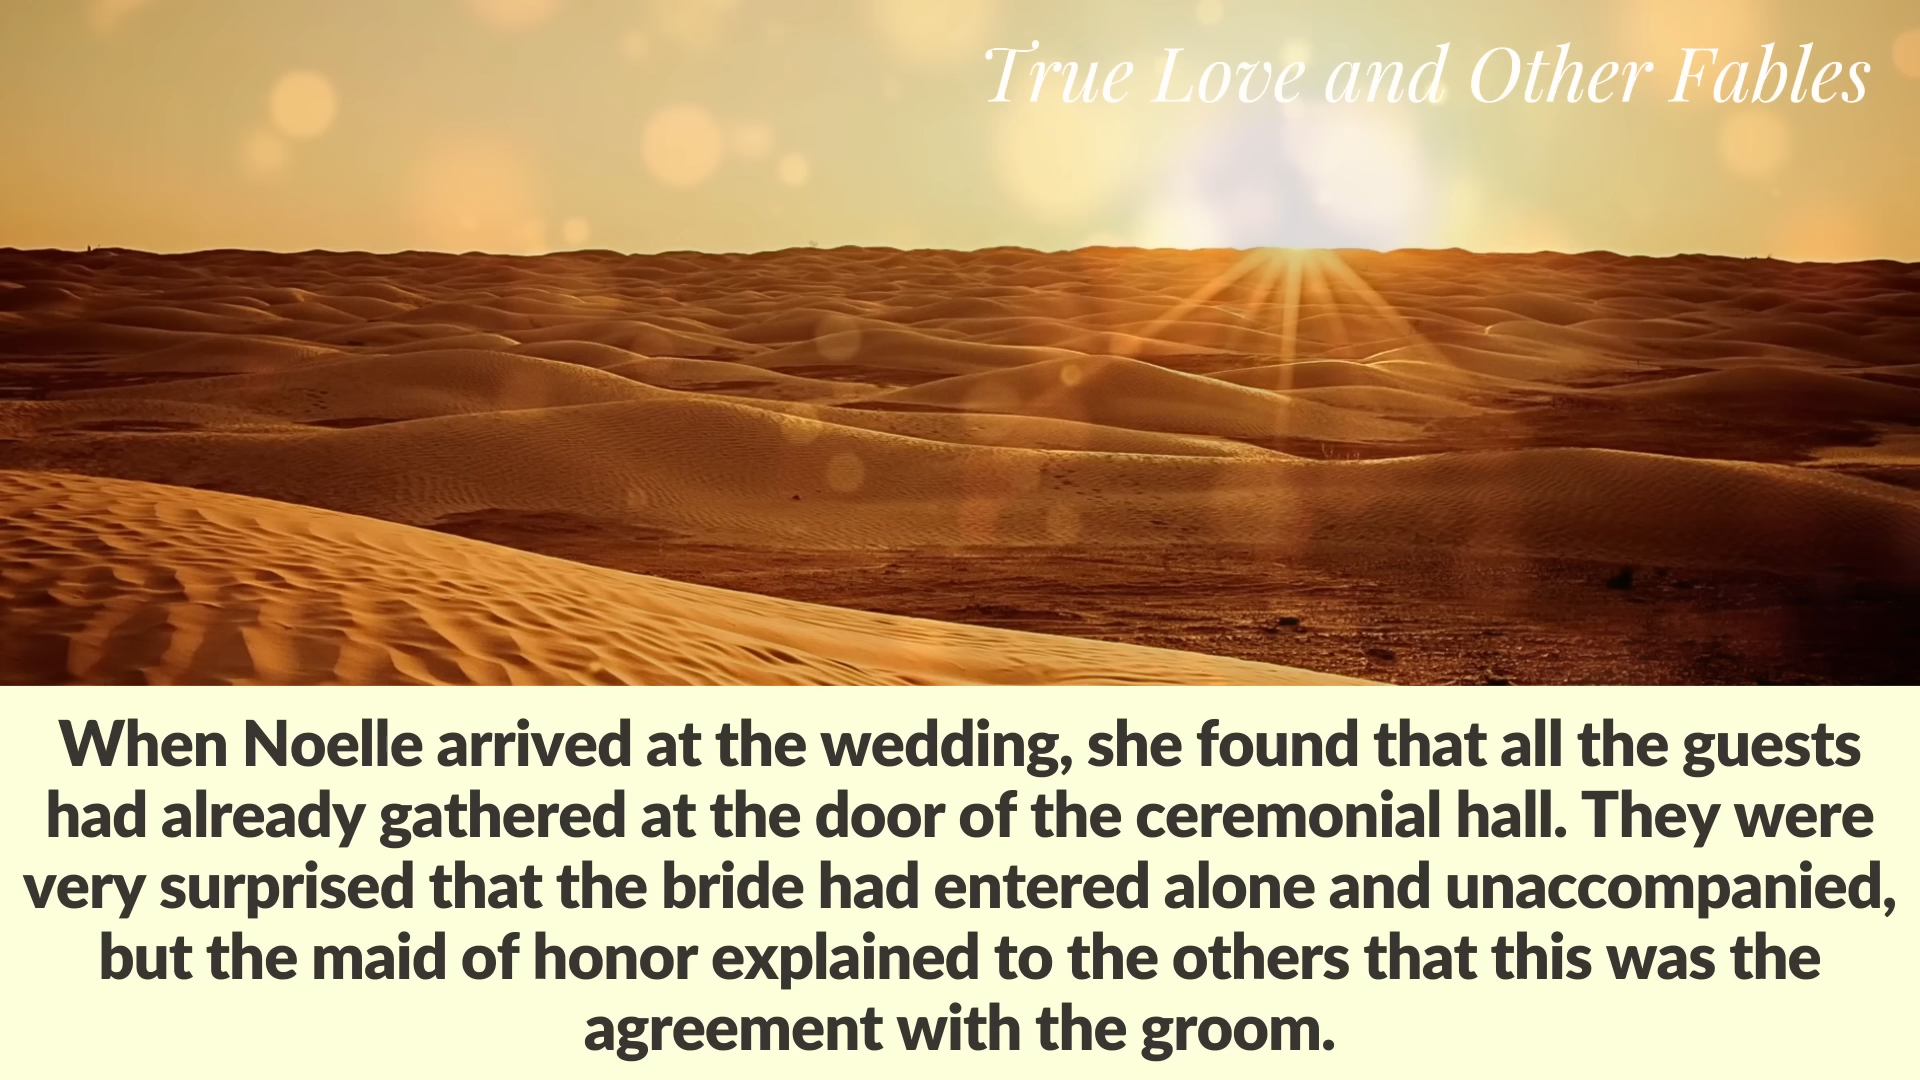 True Love and Other Fables
When Noelle arrived at the wedding, she found that all the guests
had already gathered at the door of the ceremonial hall. They were
very surprised that the bride had entered alone and unaccompanied,
but the maid of honor explained to the others that this was the
agreement with the groom.